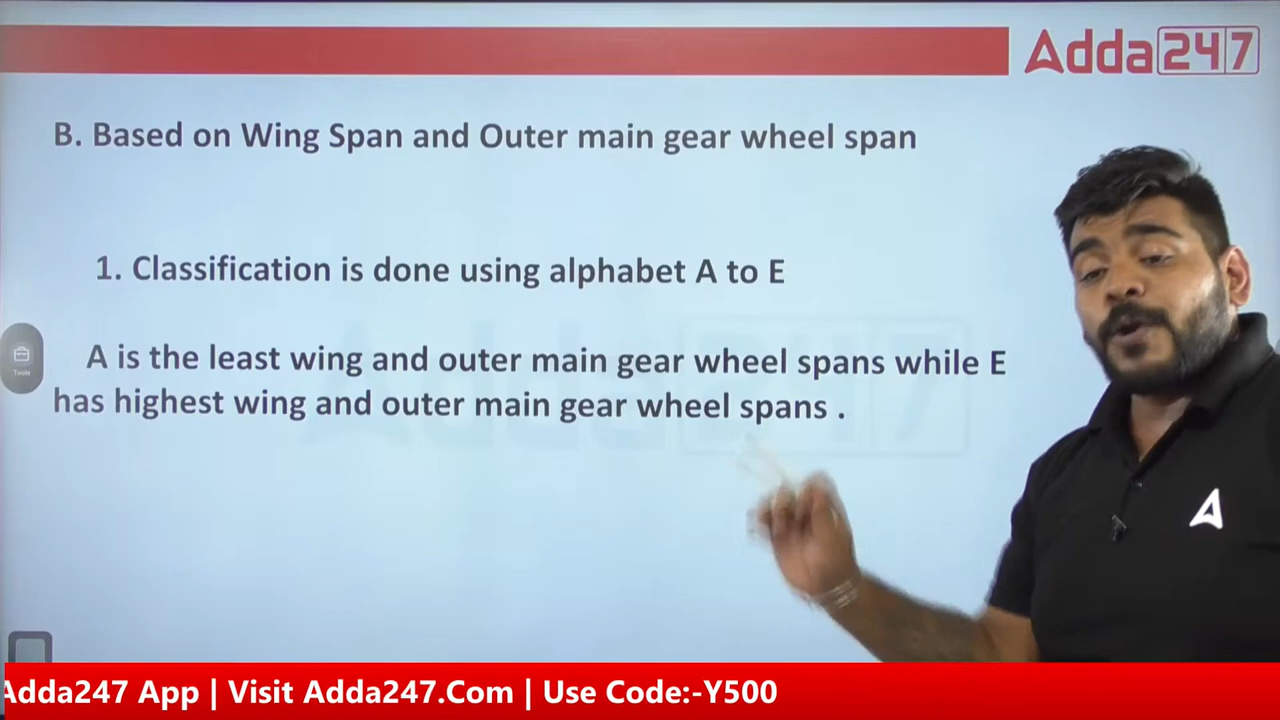 Adda247
B. Based on Wing Span and Outer main gear wheel span
1. Classification is done using alphabet A to E
A is the least wing and outer main gear wheel spans while E
has highest wing and outer main gear wheel spans .
Tools
Adda247 App | Visit Adda247.Com | Use Code:-Y500